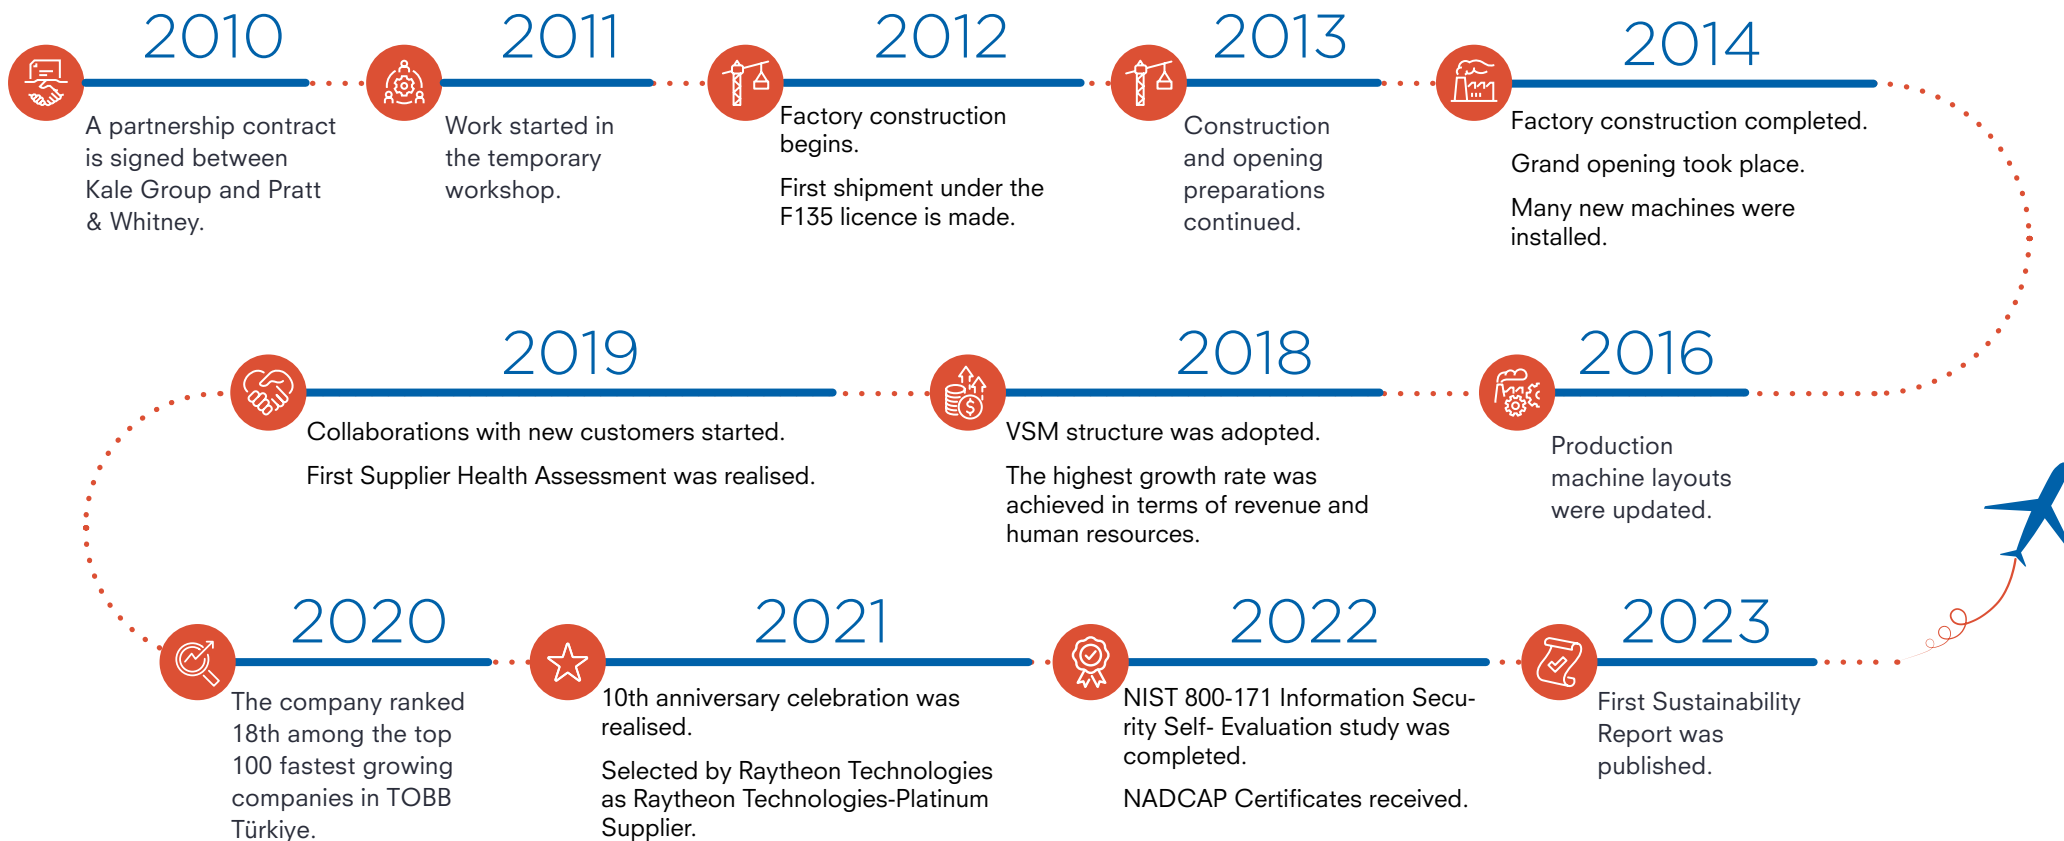 2010
A partnership contract
is signed between
Kale Group and Pratt
& Whitney.
2011
Work started in
the temporary
workshop.
2012
Factory construction
begins.
First shipment under the
F135 licence is made.
2013
Construction
and opening
preparations
continued.
2014
Factory construction completed.
Grand opening took place.
Many new machines were
installed.
2016
Production
machine layouts
were updated.
2018
VSM structure was adopted.
The highest growth rate was
achieved in terms of revenue and
human resources.
2019
Collaborations with new customers started.
First Supplier Health Assessment was realised.
2020
The company ranked
18th among the top
100 fastest growing
companies in TOBB
Türkiye.
2021
10th anniversary celebration was
realised.
Selected by Raytheon Technologies
as Raytheon Technologies-Platinum
Supplier.
2022
NIST 800-171 Information Secu-
rity Self- Evaluation study was
completed.
NADCAP Certificates received.
2023
First Sustainability
Report was
published.